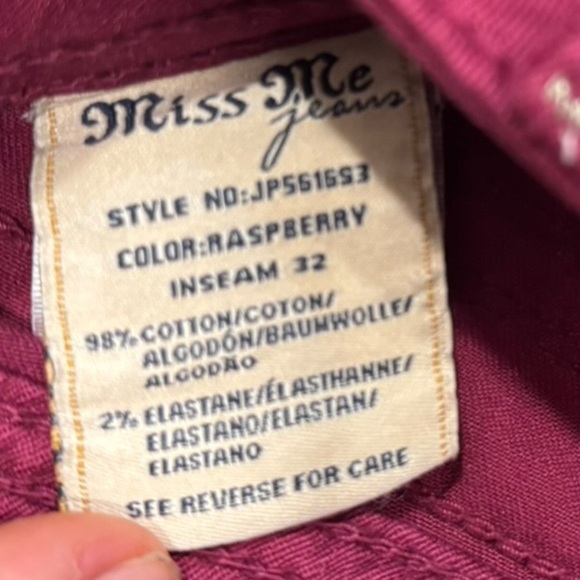 Miss Me
jeans
STYLE NO:JP5616S3
COLOR:RASPBERRY
INSEAM 32
98% COTTON/COTON/
ALGODÓN/BAUMWOLLE/
ALGODÃO
2% ELASTANE/ÉLASTHANNE/
ELASTANO/ELASTAN/
ELASTANO
SEE REVERSE FOR CARE